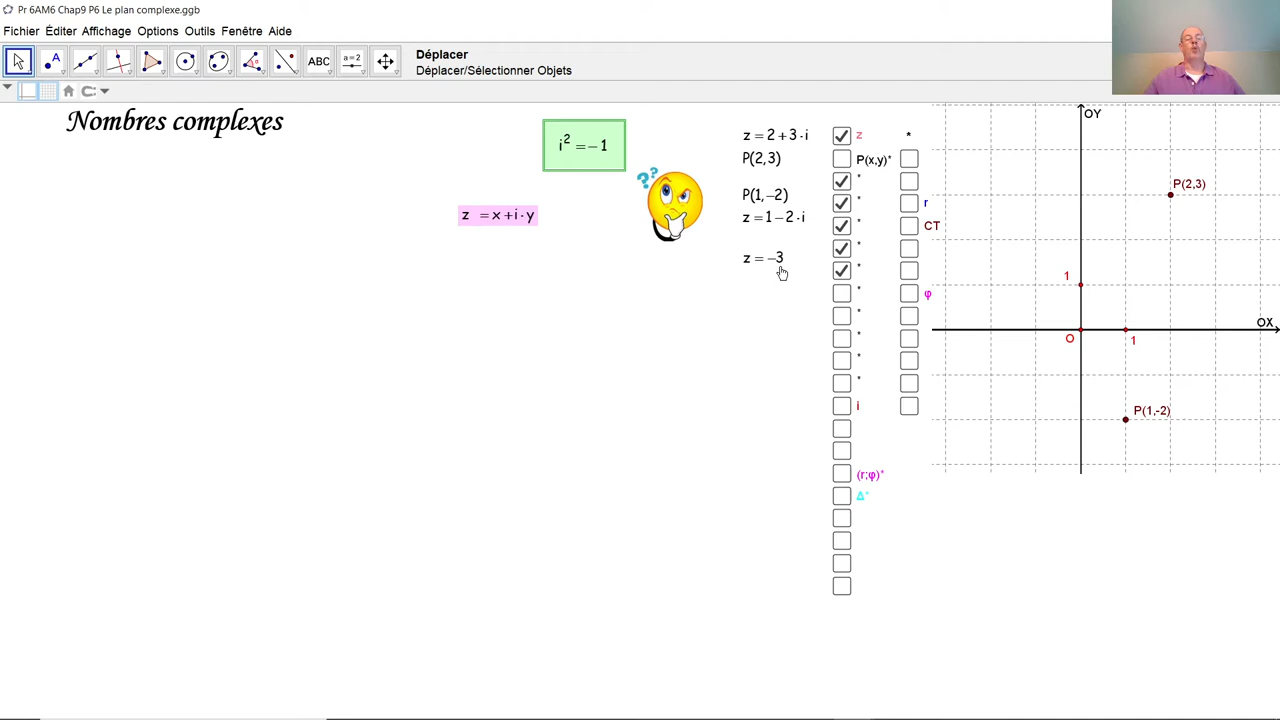 Pr 6AM6 Chap9 P6 Le plan complexe.ggb
Fichier Éditer Affichage Options Outils Fenêtre Aide
A
ABC
a=2
Déplacer
Déplacer/Sélectionner Objets
Nombres complexes
i² = −1
??
z = x+i·y
z = 2+3·i
P(2,3)
P(1,−2)
z = 1−2·i
z = −3
z *
P(x,y)*
*
* r
* CT
*
*
* φ
*
*
*
*
i
(r;φ)*
Δ*
OY
P(2,3)
1
OX
O
1
P(1,-2)